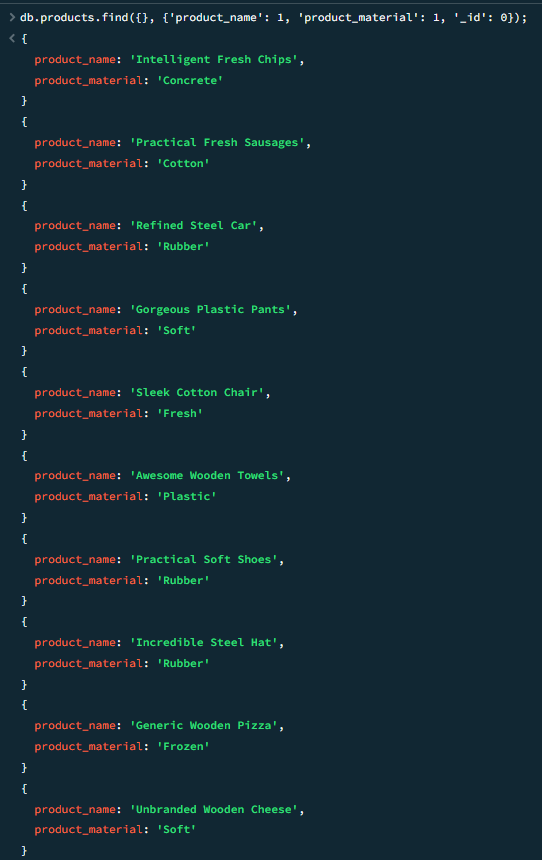 > db.products.find({}, {'product_name': 1, 'product_material': 1, '_id': 0});
< {
product_name: 'Intelligent Fresh Chips',
product_material: 'Concrete'
}
{
product_name: 'Practical Fresh Sausages',
product_material: 'Cotton'
}
{
product_name: 'Refined Steel Car',
product_material: 'Rubber'
}
{
product_name: 'Gorgeous Plastic Pants',
product_material: 'Soft'
}
{
product_name: 'Sleek Cotton Chair',
product_material: 'Fresh'
}
{
product_name: 'Awesome Wooden Towels',
product_material: 'Plastic'
}
{
product_name: 'Practical Soft Shoes',
product_material: 'Rubber'
}
{
product_name: 'Incredible Steel Hat',
product_material: 'Rubber'
}
{
product_name: 'Generic Wooden Pizza',
product_material: 'Frozen'
}
{
product_name: 'Unbranded Wooden Cheese',
product_material: 'Soft'
}